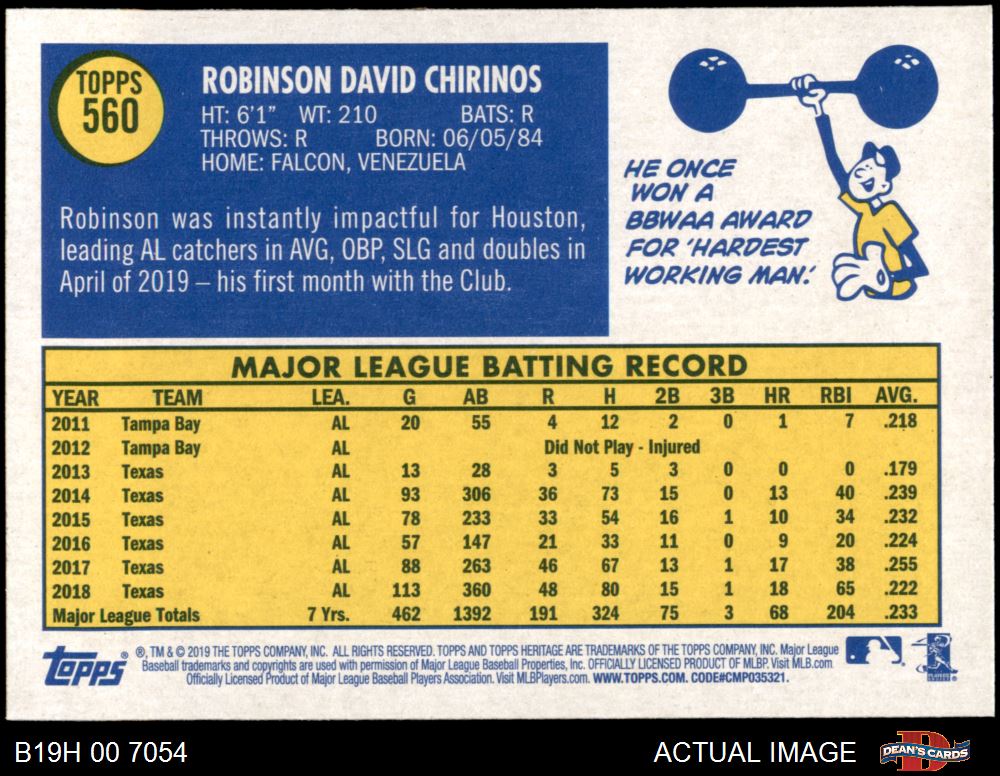 TOPPS
560
ROBINSON DAVID CHIRINOS
HT: 6'1" WT: 210 BATS: R
THROWS: R BORN: 06/05/84
HOME: FALCON, VENEZUELA
Robinson was instantly impactful for Houston,
leading AL catchers in AVG, OBP, SLG and doubles in
April of 2019 – his first month with the Club.
HE ONCE
WON A
BBWAA AWARD
FOR 'HARDEST
WORKING MAN.'
MAJOR LEAGUE BATTING RECORD
YEAR TEAM LEA. G AB R H 2B 3B HR RBI AVG.
2011 Tampa Bay AL 20 55 4 12 2 0 1 7 .218
2012 Tampa Bay AL Did Not Play - Injured
2013 Texas AL 13 28 3 5 3 0 0 0 .179
2014 Texas AL 93 306 36 73 15 0 13 40 .239
2015 Texas AL 78 233 33 54 16 1 10 34 .232
2016 Texas AL 57 147 21 33 11 0 9 20 .224
2017 Texas AL 88 263 46 67 13 1 17 38 .255
2018 Texas AL 113 360 48 80 15 1 18 65 .222
Major League Totals 7 Yrs. 462 1392 191 324 75 3 68 204 .233
topps
®, TM & © 2019 THE TOPPS COMPANY, INC. ALL RIGHTS RESERVED. TOPPS AND TOPPS HERITAGE ARE TRADEMARKS OF THE TOPPS COMPANY, INC. Major League
Baseball trademarks and copyrights are used with permission of Major League Baseball Properties, Inc. OFFICIALLY LICENSED PRODUCT OF MLBP. Visit MLB.com
Officially Licensed Product of Major League Baseball Players Association. Visit MLBPlayers.com. WWW.TOPPS.COM. CODE#CMP035321.
B19H 00 7054
ACTUAL IMAGE
DEAN'S CARDS